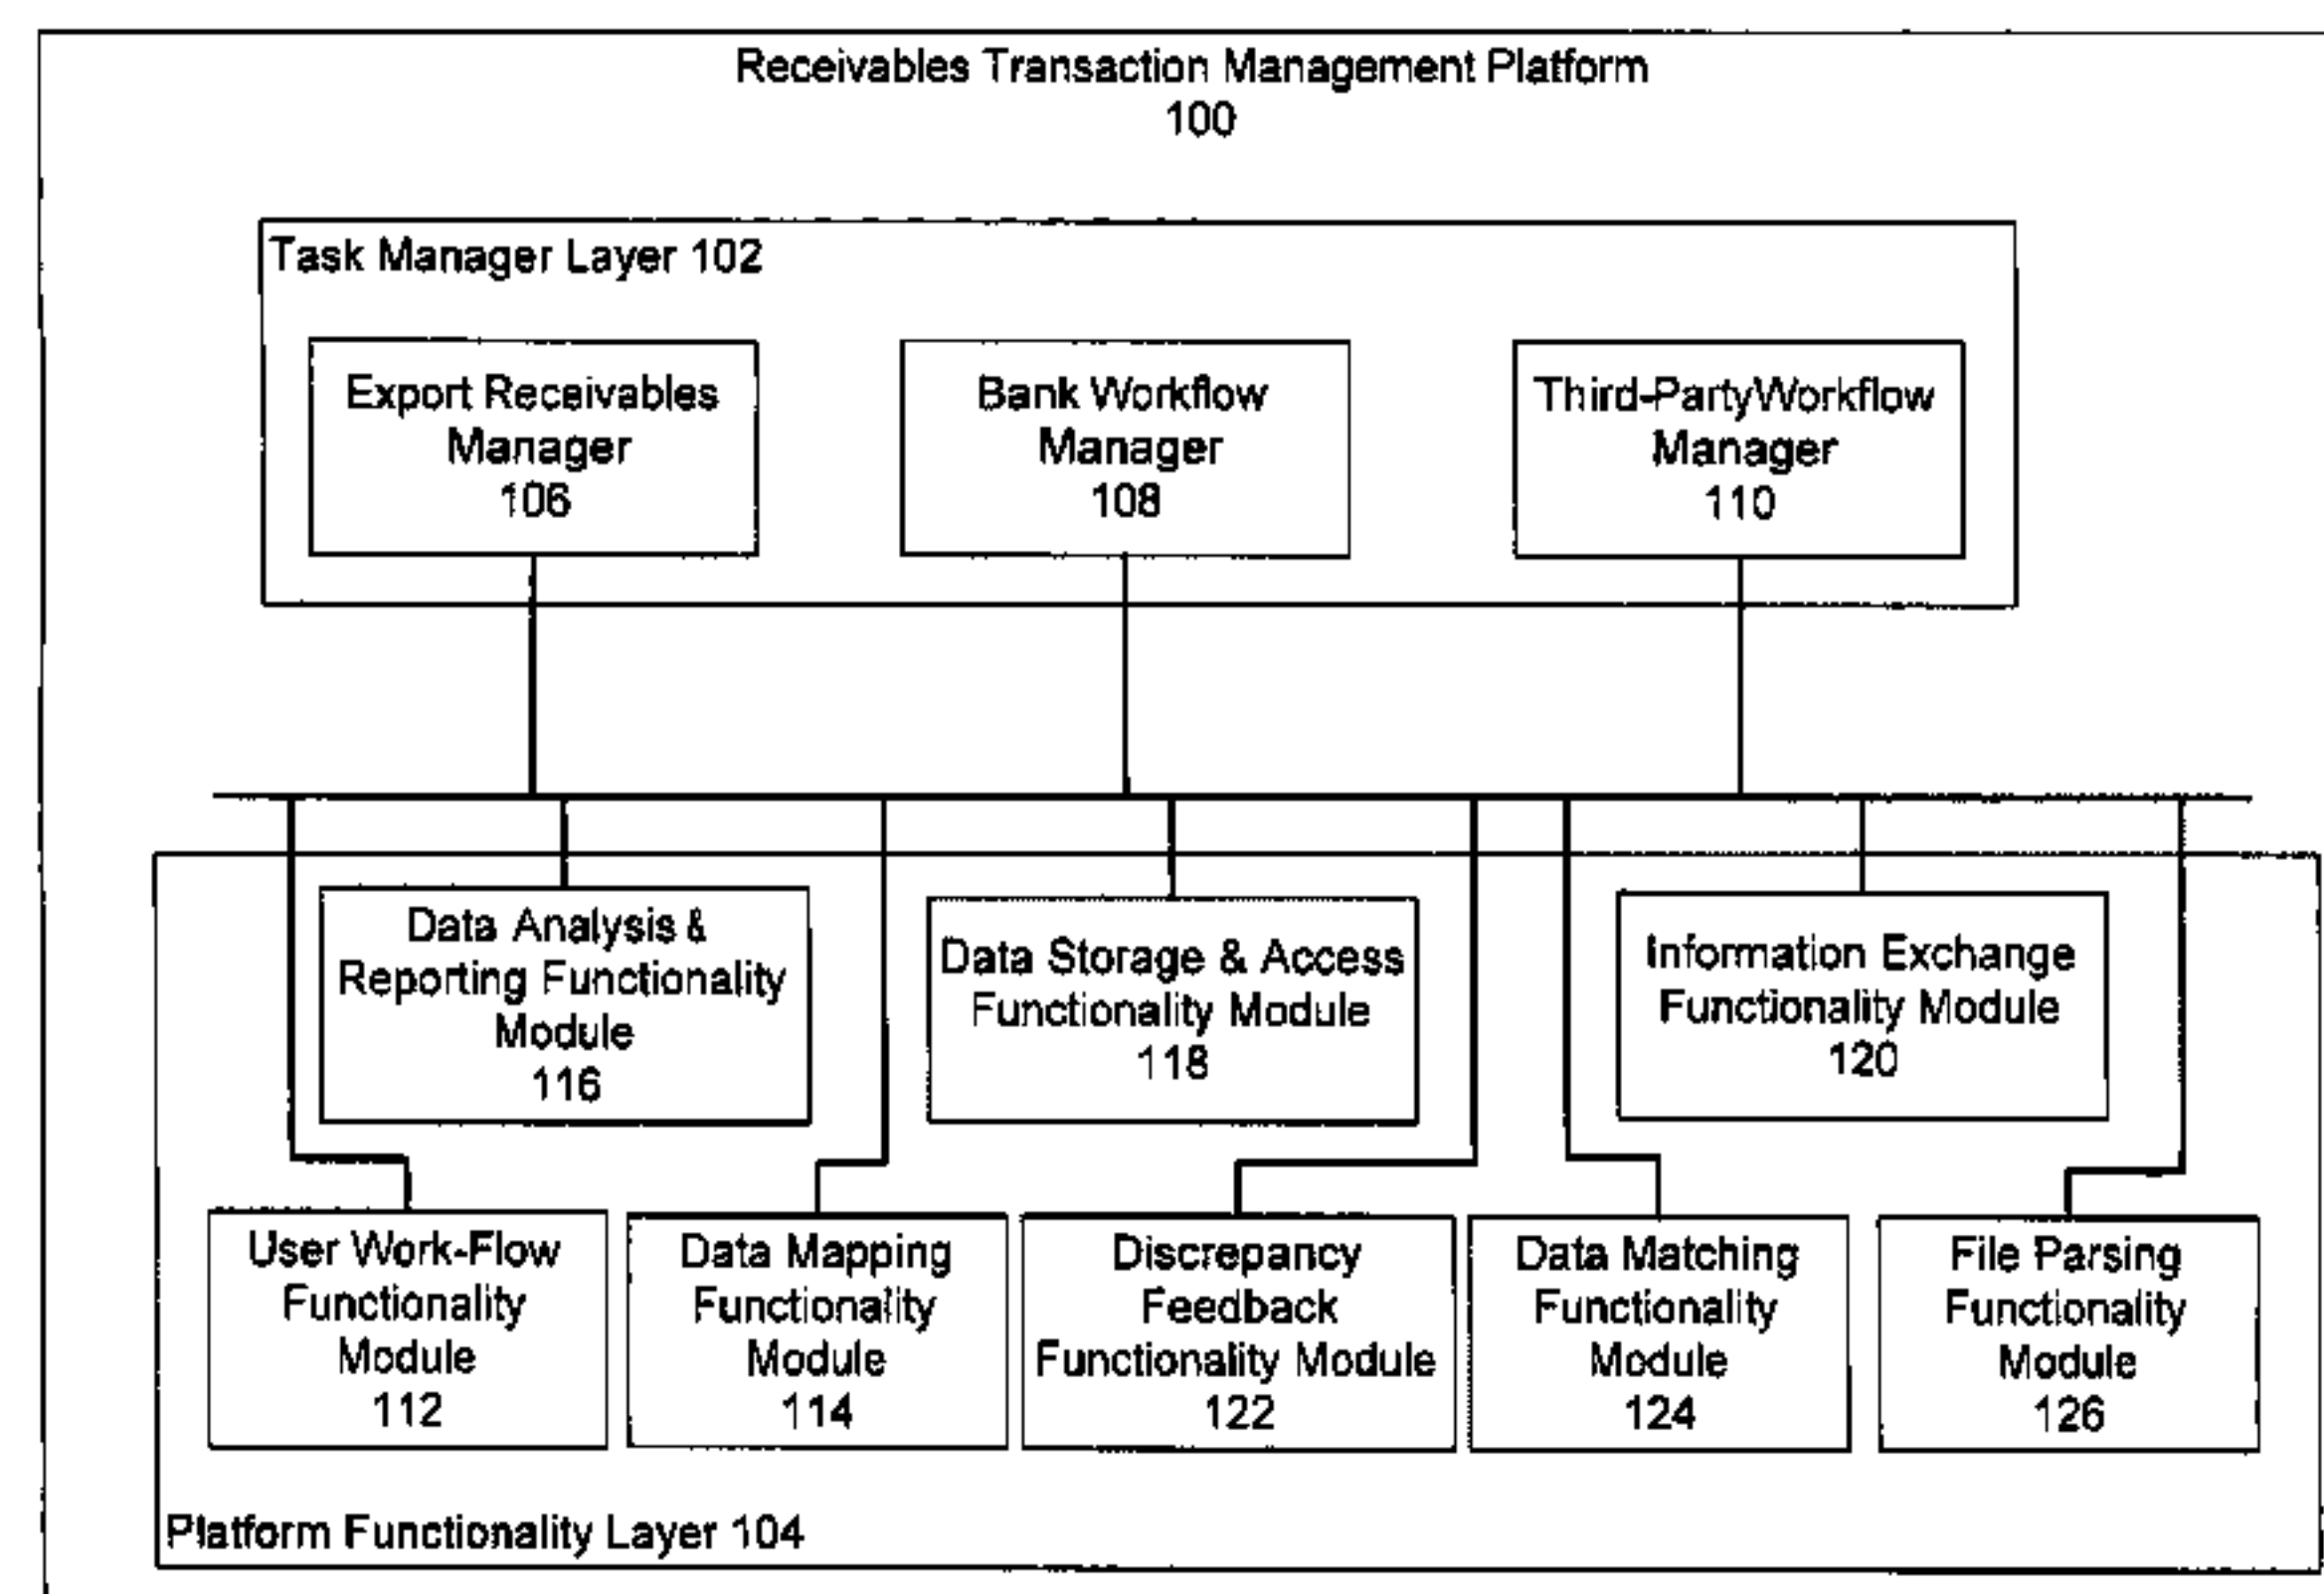 Receivables Transaction Management Platform
100
Task Manager Layer 102
Export Receivables
Manager
106
Bank Workflow
Manager
108
Third-PartyWorkflow
Manager
110
Data Analysis &
Reporting Functionality
Module
116
Data Storage & Access
Functionality Module
118
Information Exchange
Functionality Module
120
User Work-Flow
Functionality
Module
112
Data Mapping
Functionality
Module
114
Discrepancy
Feedback
Functionality Module
122
Data Matching
Functionality
Module
124
File Parsing
Functionality
Module
126
Platform Functionality Layer 104